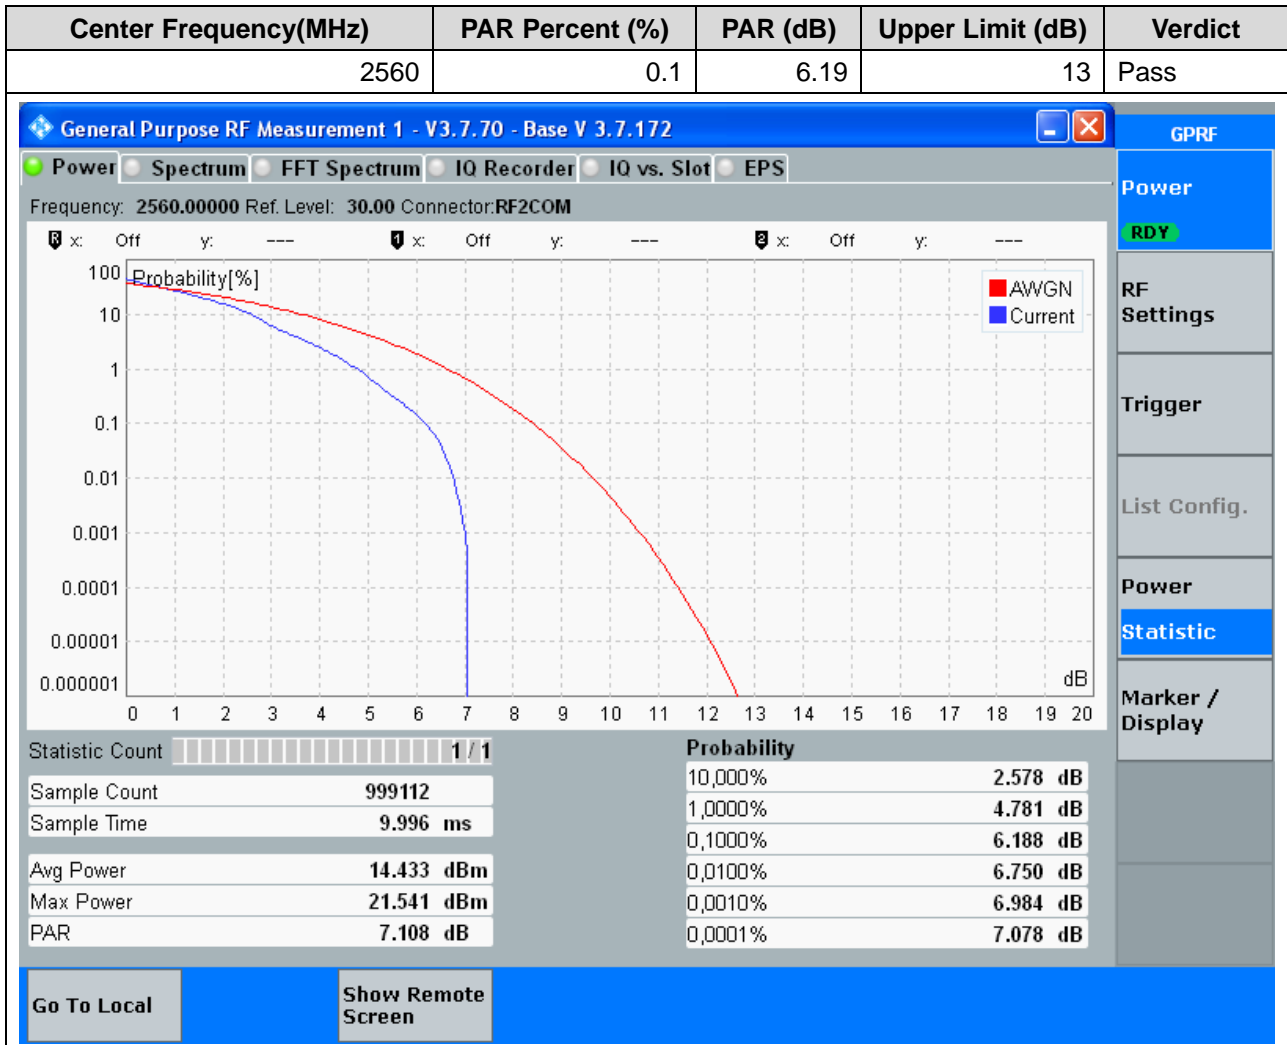 Center Frequency(MHz) PAR Percent (%) PAR (dB) Upper Limit (dB) Verdict
2560 0.1 6.19 13 Pass
General Purpose RF Measurement 1 - V3.7.70 - Base V 3.7.172
GPRF
Power Spectrum FFT Spectrum IQ Recorder IQ vs. Slot EPS
Frequency: 2560.00000 Ref. Level: 30.00 Connector:RF2COM
R x: Off y: --- 1 x: Off y: --- 2 x: Off y: ---
Probability[%]
AWGN
Current
100
10
1
0.1
0.01
0.001
0.0001
0.00001
0.000001
dB
0 1 2 3 4 5 6 7 8 9 10 11 12 13 14 15 16 17 18 19 20
Power
RDY
RF
Settings
Trigger
List Config.
Power
Statistic
Marker /
Display
Statistic Count 1 / 1
Sample Count 999112
Sample Time 9.996 ms
Avg Power 14.433 dBm
Max Power 21.541 dBm
PAR 7.108 dB
Probability
10,000% 2.578 dB
1,0000% 4.781 dB
0,1000% 6.188 dB
0,0100% 6.750 dB
0,0010% 6.984 dB
0,0001% 7.078 dB
Go To Local
Show Remote
Screen